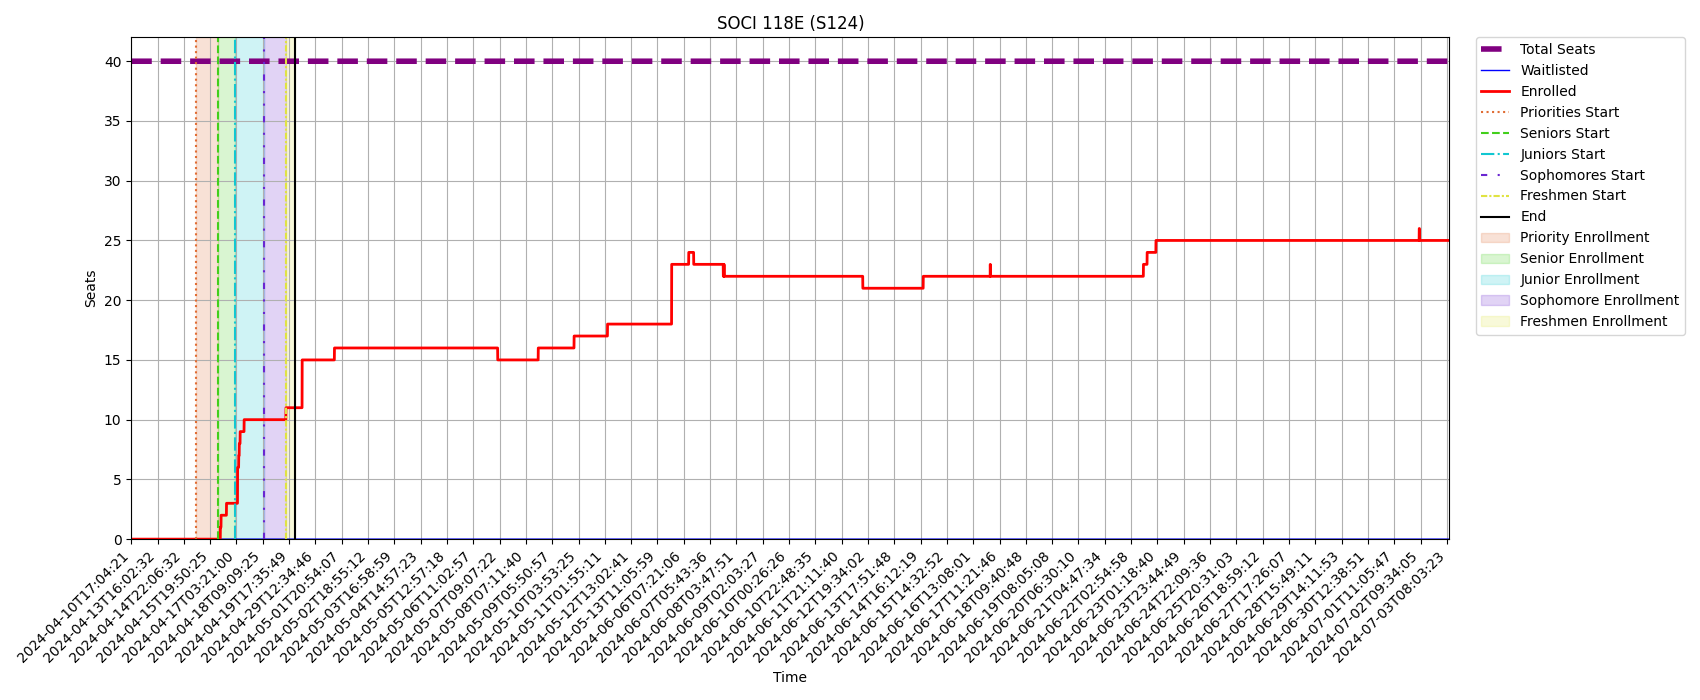 SOCI 118E (S124)
Total Seats
Waitlisted
Enrolled
Priorities Start
Seniors Start
Juniors Start
Sophomores Start
Freshmen Start
End
Priority Enrollment
Senior Enrollment
Junior Enrollment
Sophomore Enrollment
Freshmen Enrollment
Seats
40
35
30
25
20
15
10
5
0
2024-04-10T17:04:21
2024-04-13T16:02:32
2024-04-14T22:06:32
2024-04-15T19:50:25
2024-04-17T03:21:00
2024-04-18T09:09:25
2024-04-19T17:35:49
2024-04-29T12:34:46
2024-05-01T20:54:07
2024-05-02T18:55:12
2024-05-03T16:58:59
2024-05-04T14:57:23
2024-05-05T12:57:18
2024-05-06T11:02:57
2024-05-07T09:07:22
2024-05-08T07:11:40
2024-05-09T05:50:57
2024-05-10T03:53:25
2024-05-11T01:55:11
2024-05-12T13:02:41
2024-05-13T11:05:59
2024-06-06T07:21:06
2024-06-07T05:43:36
2024-06-08T03:47:51
2024-06-09T02:03:27
2024-06-10T00:26:26
2024-06-10T22:48:35
2024-06-11T21:11:40
2024-06-12T19:34:02
2024-06-13T17:51:48
2024-06-14T16:12:19
2024-06-15T14:32:52
2024-06-16T13:08:01
2024-06-17T11:21:46
2024-06-18T09:40:48
2024-06-19T08:05:08
2024-06-20T06:30:10
2024-06-21T04:47:34
2024-06-22T02:54:58
2024-06-23T01:18:40
2024-06-23T23:44:49
2024-06-24T22:09:36
2024-06-25T20:31:03
2024-06-26T18:59:12
2024-06-27T17:26:07
2024-06-28T15:49:11
2024-06-29T14:11:53
2024-06-30T12:38:51
2024-07-01T11:05:47
2024-07-02T09:34:05
2024-07-03T08:03:23
Time